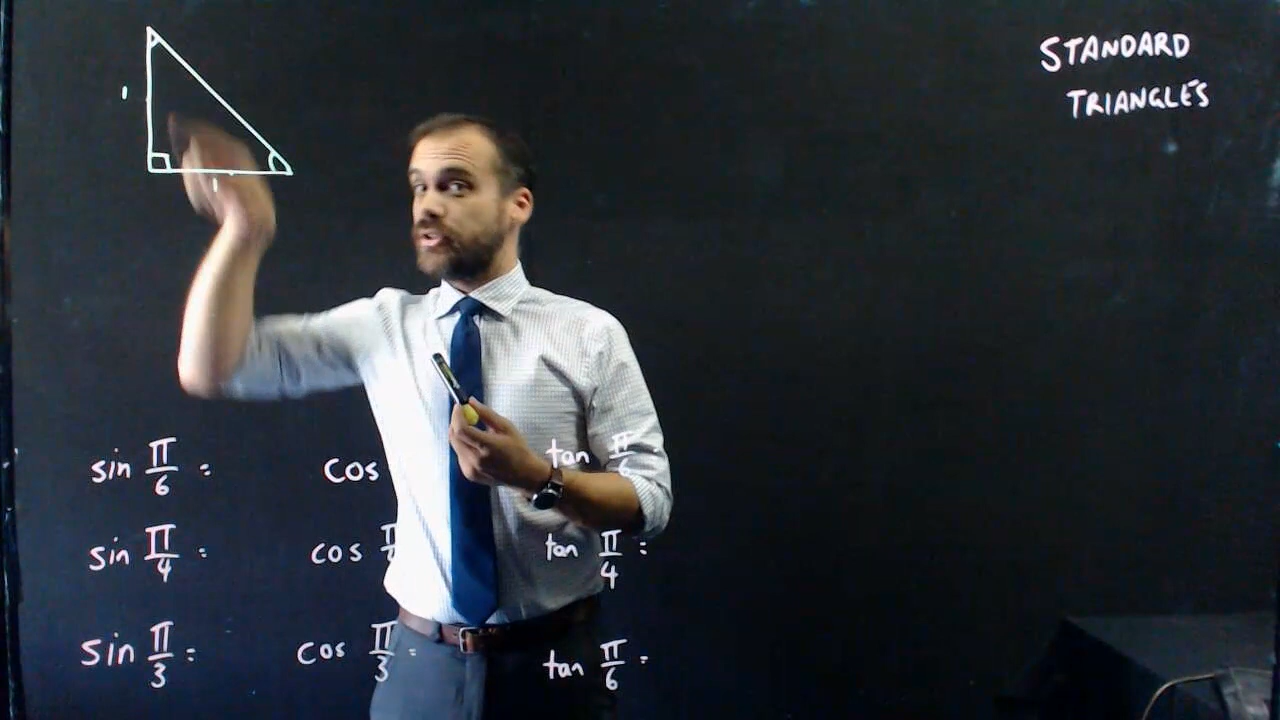 STANDARD
TRIANGLES
1
1
sin π/6 = cos tan π/6
sin π/4 = cos tan π/4 =
sin π/3 = cos π/3 = tan π/6 =